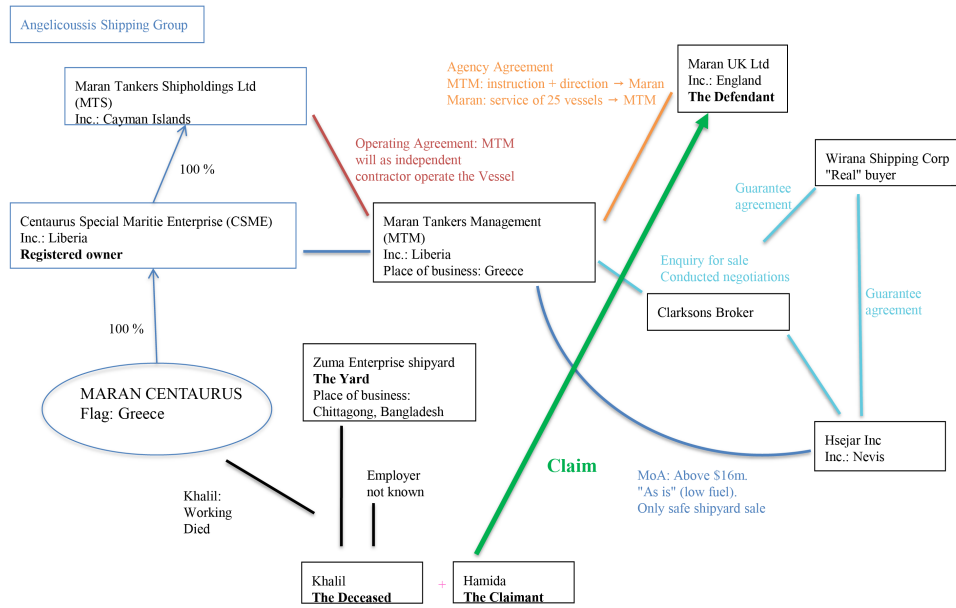 Angelicoussis Shipping Group
Maran Tankers Shipholdings Ltd
(MTS)
Inc.: Cayman Islands
Agency Agreement
MTM: instruction + direction → Maran
Maran: service of 25 vessels → MTM
Maran UK Ltd
Inc.: England
The Defendant
100 %
Operating Agreement: MTM
will as independent
contractor operate the Vessel
Wirana Shipping Corp
"Real" buyer
Guarantee
agreement
Centaurus Special Maritie Enterprise (CSME)
Inc.: Liberia
Registered owner
Maran Tankers Management
(MTM)
Inc.: Liberia
Place of business: Greece
Enquiry for sale
Conducted negotiations
Clarksons Broker
Guarantee
agreement
100 %
Zuma Enterprise shipyard
The Yard
Place of business:
Chittagong, Bangladesh
MARAN CENTAURUS
Flag: Greece
Hsejar Inc
Inc.: Nevis
Claim
MoA: Above $16m.
"As is" (low fuel).
Only safe shipyard sale
Employer
not known
Khalil:
Working
Died
Khalil
The Deceased
+
Hamida
The Claimant